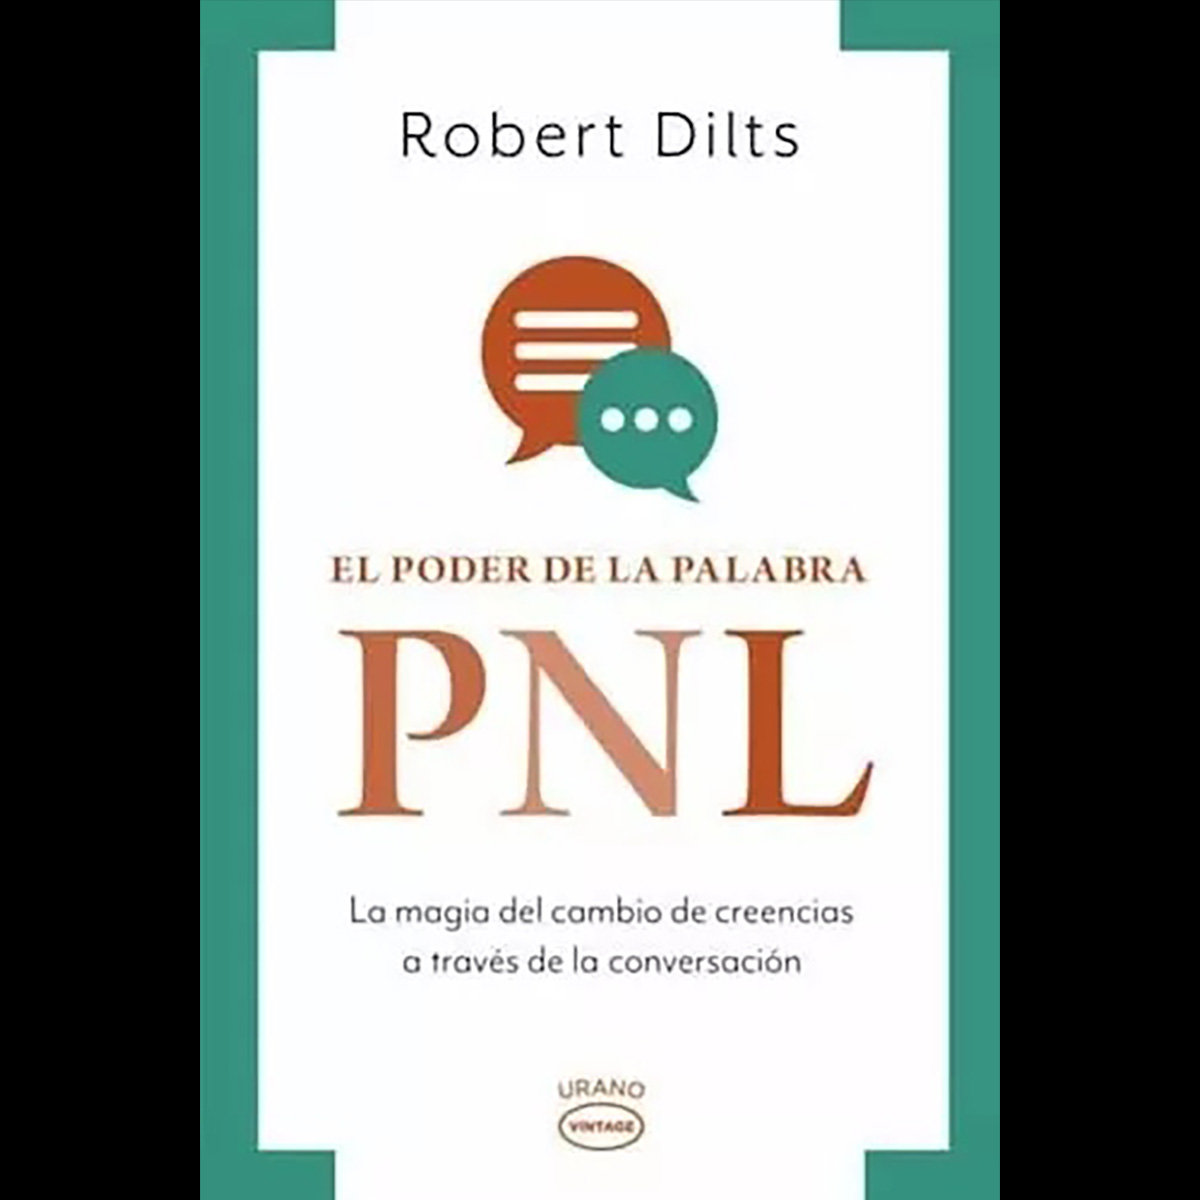 Robert Dilts
EL PODER DE LA PALABRA
PNL
La magia del cambio de creencias
a través de la conversación
URANO
VINTAGE